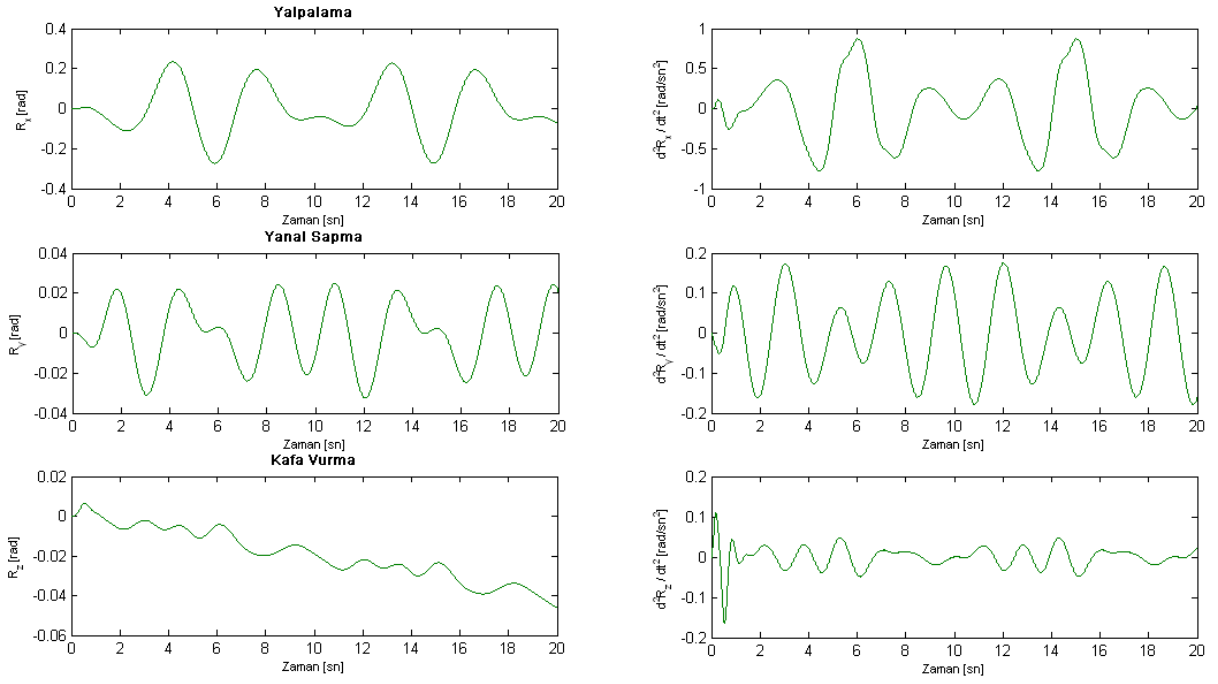 Yalpalama
R_x [rad]
0.4
0.2
0
-0.2
-0.4
0 2 4 6 8 10 12 14 16 18 20
Zaman [sn]
d²R_x / dt² [rad/sn²]
1
0.5
0
-0.5
-1
0 2 4 6 8 10 12 14 16 18 20
Zaman [sn]
Yanal Sapma
R_y [rad]
0.04
0.02
0
-0.02
-0.04
0 2 4 6 8 10 12 14 16 18 20
Zaman [sn]
d²R_y / dt² [rad/sn²]
0.2
0.1
0
-0.1
-0.2
0 2 4 6 8 10 12 14 16 18 20
Zaman [sn]
Kafa Vurma
R_z [rad]
0.02
0
-0.02
-0.04
-0.06
0 2 4 6 8 10 12 14 16 18 20
Zaman [sn]
d²R_z / dt² [rad/sn²]
0.2
0.1
0
-0.1
-0.2
0 2 4 6 8 10 12 14 16 18 20
Zaman [sn]